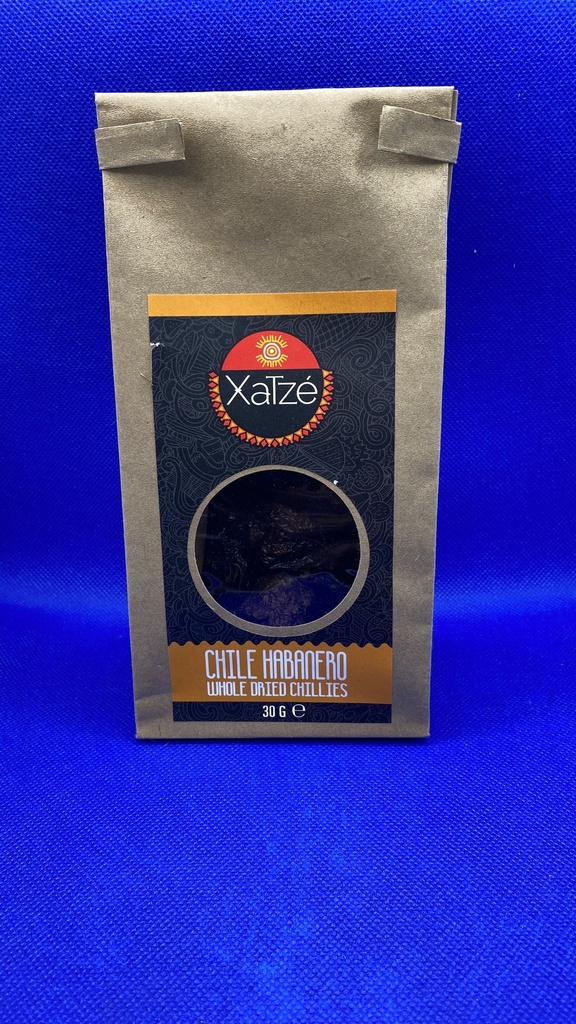 XaTzé
CHILE HABANERO
WHOLE DRIED CHILLIES
30 G ℮